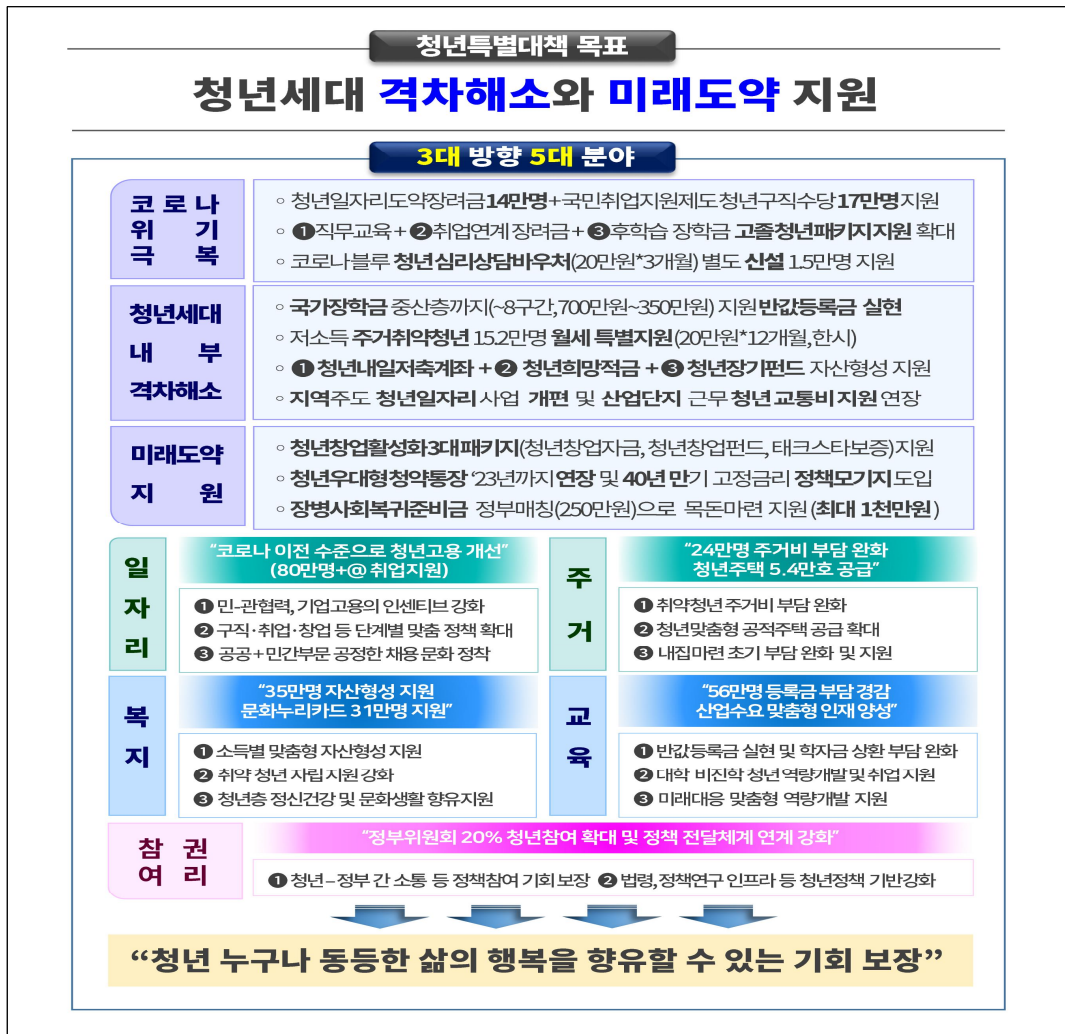 청년특별대책 목표
청년세대 격차해소와 미래도약 지원
3대 방향 5대 분야
코로나
위기
극복
◦ 청년일자리도약장려금 14만명 + 국민취업지원제도 청년구직수당 17만명 지원
◦ ❶직무교육 + ❷취업연계 장려금 + ❸후학습 장학금 고졸청년패키지지원 확대
◦ 코로나블루 청년심리상담바우처(20만원*3개월) 별도 신설 1.5만명 지원
청년세대
내부
격차해소
◦ 국가장학금 중산층까지(~8구간,700만원~350만원) 지원 반값등록금 실현
◦ 저소득 주거취약청년 15.2만명 월세 특별지원(20만원*12개월,한시)
◦ ❶ 청년내일저축계좌 + ❷ 청년희망적금 + ❸ 청년장기펀드 자산형성 지원
◦ 지역주도 청년일자리 사업 개편 및 산업단지 근무 청년 교통비 지원 연장
미래도약
지원
◦ 청년창업활성화3대패키지(청년창업자금, 청년창업펀드, 태크스타보증)지원
◦ 청년우대형청약통장 ‘23년까지 연장 및 40년 만기 고정금리 정책모기지 도입
◦ 장병사회복귀준비금 정부매칭(250만원)으로 목돈마련 지원 (최대 1천만원)
일자리
“코로나 이전 수준으로 청년고용 개선”
(80만명+@ 취업지원)
❶ 민-관협력, 기업고용의 인센티브 강화
❷ 구직·취업·창업 등 단계별 맞춤 정책 확대
❸ 공공+민간부문 공정한 채용 문화 정착
주거
“24만명 주거비 부담 완화
청년주택 5.4만호 공급”
❶ 취약청년 주거비 부담 완화
❷ 청년맞춤형 공적주택 공급 확대
❸ 내집마련 초기 부담 완화 및 지원
복지
“35만명 자산형성 지원
문화누리카드 31만명 지원”
❶ 소득별 맞춤형 자산형성 지원
❷ 취약 청년 자립 지원 강화
❸ 청년층 정신건강 및 문화생활 향유지원
교육
“56만명 등록금 부담 경감
산업수요 맞춤형 인재 양성”
❶ 반값등록금 실현 및 학자금 상환 부담 완화
❷ 대학 비진학 청년 역량개발 및 취업 지원
❸ 미래대응 맞춤형 역량개발 지원
참여
권리
“정부위원회 20% 청년참여 확대 및 정책 전달체계 연계 강화”
❶ 청년–정부 간 소통 등 정책참여 기회 보장 ❷ 법령,정책연구 인프라 등 청년정책 기반강화
“청년 누구나 동등한 삶의 행복을 향유할 수 있는 기회 보장”